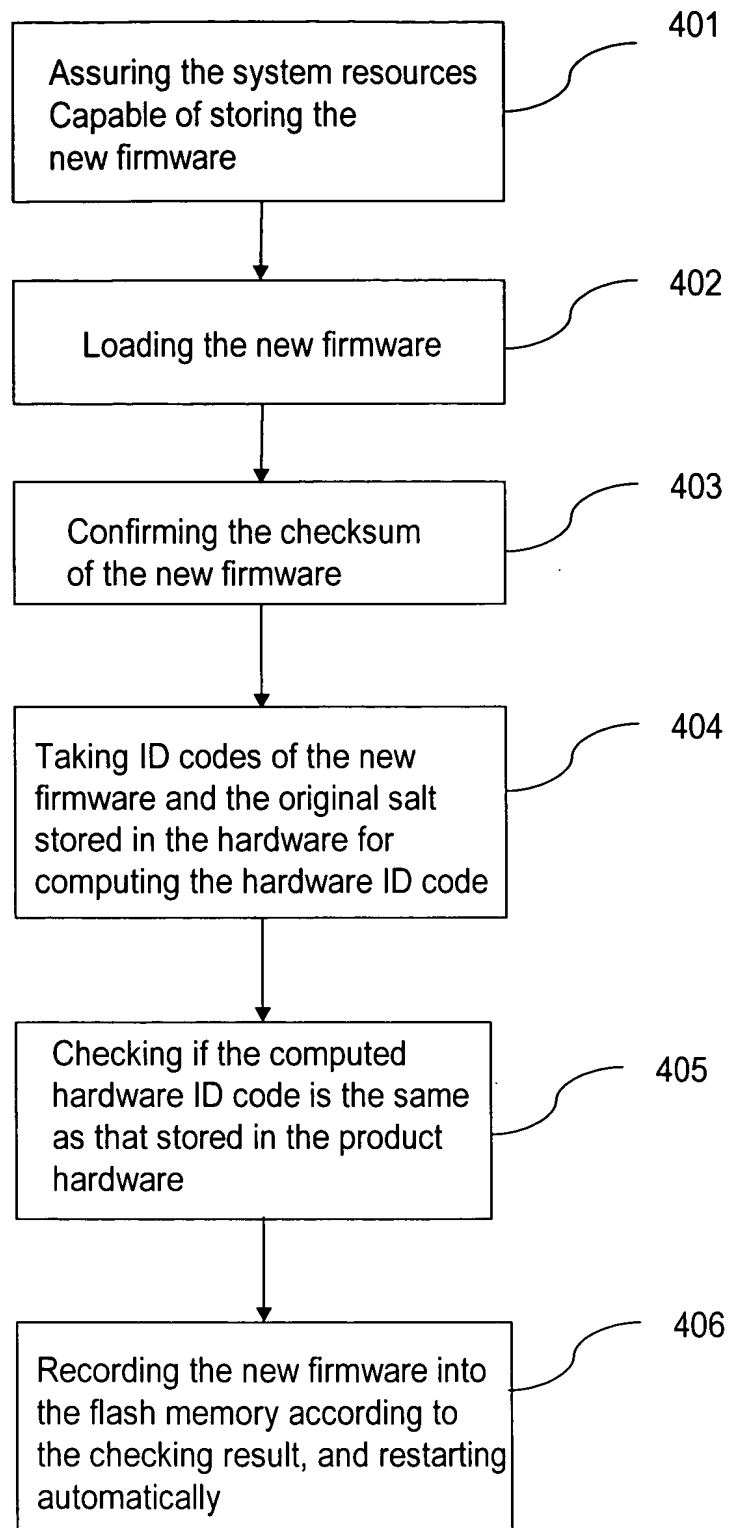 401
Assuring the system resources
Capable of storing the
new firmware
402
Loading the new firmware
403
Confirming the checksum
of the new firmware
404
Taking ID codes of the new
firmware and the original salt
stored in the hardware for
computing the hardware ID code
405
Checking if the computed
hardware ID code is the same
as that stored in the product
hardware
406
Recording the new firmware into
the flash memory according to
the checking result, and restarting
automatically